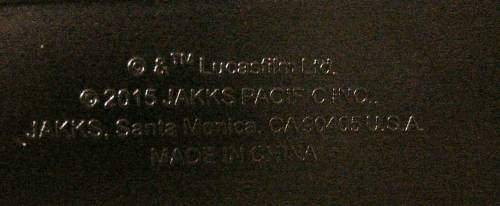 © &™ Lucasfilm Ltd.
© 2015 JAKKS PACIFIC INC.,
JAKKS, Santa Monica, CA 90405 U.S.A.
MADE IN CHINA